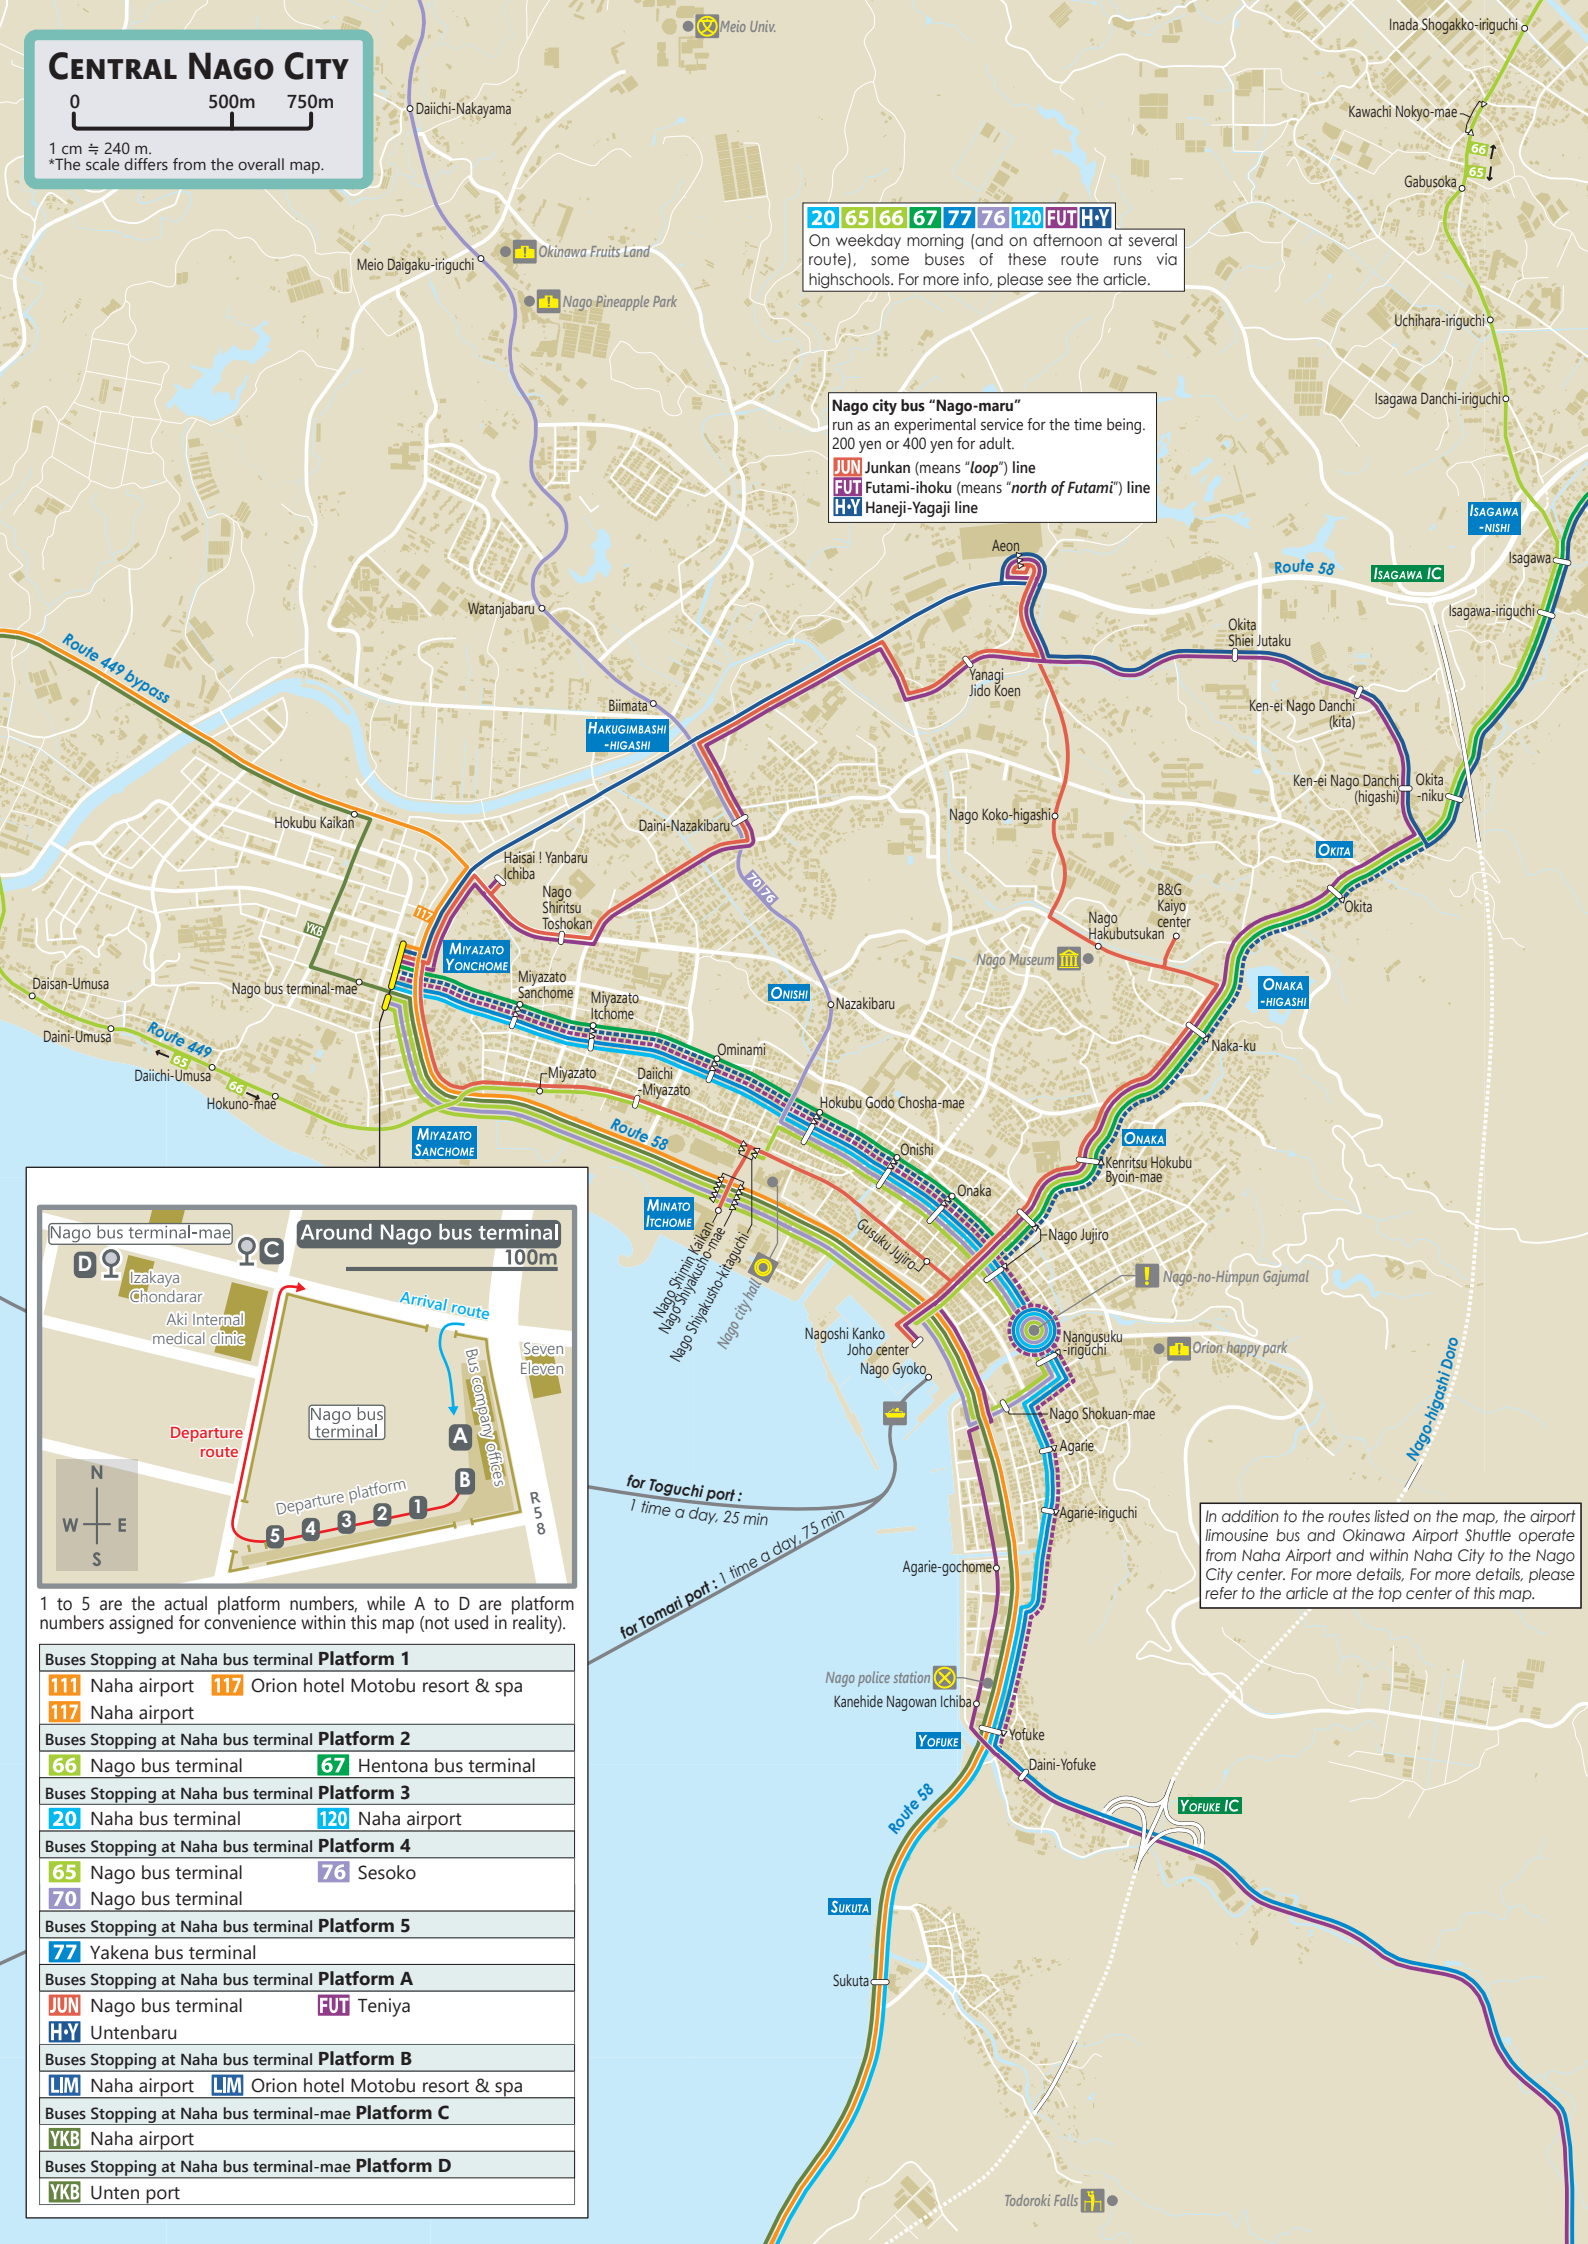 CENTRAL NAGO CITY
0 500m 750m
1 cm ≒ 240 m.
*The scale differs from the overall map.
Meio Univ.
Inada Shogakko-iriguchi
Daiichi-Nakayama
Kawachi Nokyo-mae
66
65
Gabusoka
20 65 66 67 77 76 120 FUT H·Y
On weekday morning (and on afternoon at several
route), some buses of these route runs via
highschools. For more info, please see the article.
Okinawa Fruits Land
Meio Daigaku-iriguchi
Nago Pineapple Park
Uchihara-iriguchi
Isagawa Danchi-iriguchi
Nago city bus “Nago-maru”
run as an experimental service for the time being.
200 yen or 400 yen for adult.
JUN Junkan (means “loop”) line
FUT Futami-ihoku (means “north of Futami”) line
H·Y Haneji-Yagaji line
ISAGAWA
-NISHI
Aeon
Isagawa
Route 58
ISAGAWA IC
Watanjabaru
Isagawa-iriguchi
Okita
Shiei Jutaku
Route 449 bypass
Yanagi
Jido Koen
Biimata
Ken-ei Nago Danchi
(kita)
HAKUGIMBASHI
-HIGASHI
Ken-ei Nago Danchi
(higashi)
Okita
-niku
Hokubu Kaikan
Daini-Nazakibaru
Nago Koko-higashi
OKITA
Haisai ! Yanbaru
Ichiba
70 76
Nago
Shiritsu
Toshokan
B&G
Kaiyo
center
Okita
117
YKB
Nago
Hakubutsukan
MIYAZATO
YONCHOME
Nago Museum
Daisan-Umusa
Nago bus terminal-mae
Miyazato
Sanchome
Miyazato
Itchome
ONISHI
Nazakibaru
ONAKA
-HIGASHI
Daini-Umusa
Route 449
65
Daiichi-Umusa
66
Hokuno-mae
Ominami
Naka-ku
Miyazato
Daiichi
-Miyazato
Hokubu Godo Chosha-mae
MIYAZATO
SANCHOME
Route 58
Onishi
ONAKA
Kenritsu Hokubu
Byoin-mae
Onaka
MINATO
ITCHOME
Nago Shimin Kaikan
Nago Shiyakusho-mae
Nago Shiyakusho-kitaguchi
Nago city hall
Gusuku Jujiro
Nago Jujiro
Nago-no-Himpun Gajumal
Nagoshi Kanko
Joho center
Nangusuku
-iriguchi
Orion happy park
Nago Gyoko
Nago Shokuan-mae
Agarie
Nago-higashi Doro
for Toguchi port :
1 time a day, 25 min
for Tomari port : 1 time a day, 75 min
Agarie-iriguchi
In addition to the routes listed on the map, the airport
limousine bus and Okinawa Airport Shuttle operate
from Naha Airport and within Naha City to the Nago
City center. For more details, For more details, please
refer to the article at the top center of this map.
Agarie-gochome
Nago police station
Kanehide Nagowan Ichiba
YOFUKE
Yofuke
Daini-Yofuke
Route 58
YOFUKE IC
SUKUTA
Sukuta
Todoroki Falls
Nago bus terminal-mae
Around Nago bus terminal
100m
D
C
Izakaya
Chondarar
Aki Internal
medical clinic
Arrival route
Seven
Eleven
Bus company offices
Nago bus
terminal
Departure
route
A
B
Departure platform
5 4 3 2 1
N
W E
S
R
5
8
1 to 5 are the actual platform numbers, while A to D are platform
numbers assigned for convenience within this map (not used in reality).
Buses Stopping at Naha bus terminal Platform 1
111 Naha airport 117 Orion hotel Motobu resort & spa
117 Naha airport
Buses Stopping at Naha bus terminal Platform 2
66 Nago bus terminal 67 Hentona bus terminal
Buses Stopping at Naha bus terminal Platform 3
20 Naha bus terminal 120 Naha airport
Buses Stopping at Naha bus terminal Platform 4
65 Nago bus terminal 76 Sesoko
70 Nago bus terminal
Buses Stopping at Naha bus terminal Platform 5
77 Yakena bus terminal
Buses Stopping at Naha bus terminal Platform A
JUN Nago bus terminal FUT Teniya
H·Y Untenbaru
Buses Stopping at Naha bus terminal Platform B
LIM Naha airport LIM Orion hotel Motobu resort & spa
Buses Stopping at Naha bus terminal-mae Platform C
YKB Naha airport
Buses Stopping at Naha bus terminal-mae Platform D
YKB Unten port